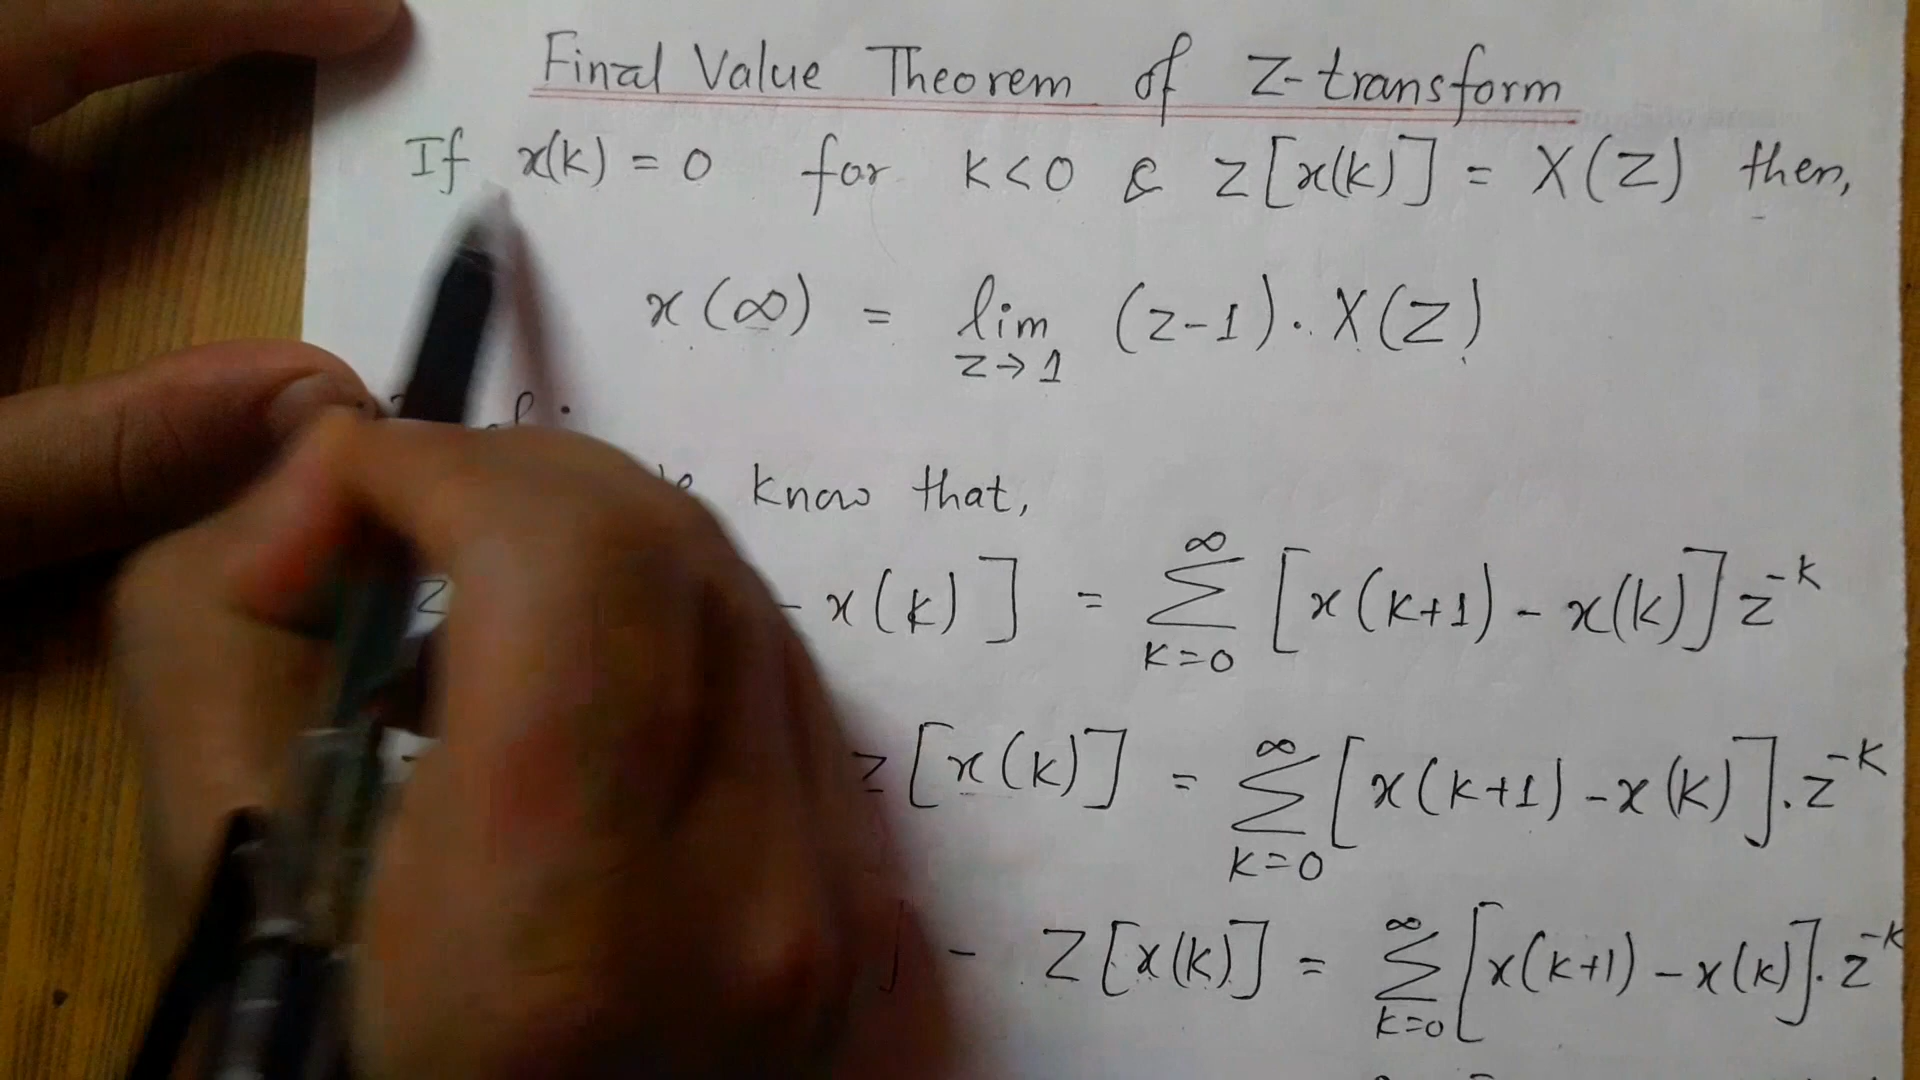 Final Value Theorem of Z-transform
If x(k) = 0 for k<0 & Z[x(k)] = X(Z) then,
x(∞) = lim (z-1). X(Z)
z→1
know that,
z - x(k)] = ∞∑k=0 [x(k+1) - x(k)] z^-k
z[x(k)] = ∞∑k=0 [x(k+1) - x(k)]. z^-k
] - Z[x(k)] = ∞∑k=0 [x(k+1) - x(k)]. z^-k